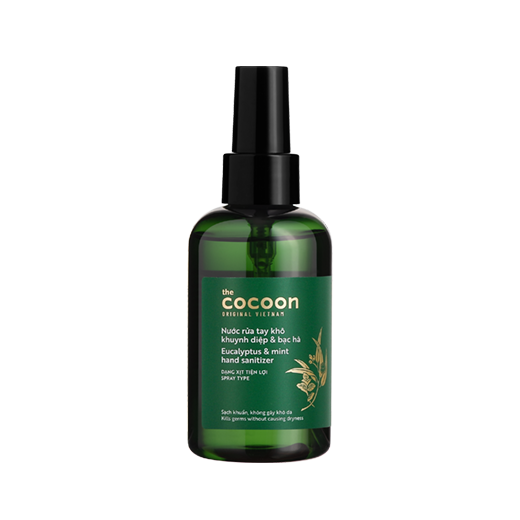 the
cocoon
ORIGINAL VIETNAM
Nước rửa tay khô
khuynh diệp & bạc hà
Eucalyptus & mint
hand sanitizer
DẠNG XỊT TIỆN LỢI
SPRAY TYPE
Sạch khuẩn, không gây khô da
Kills germs without causing dryness